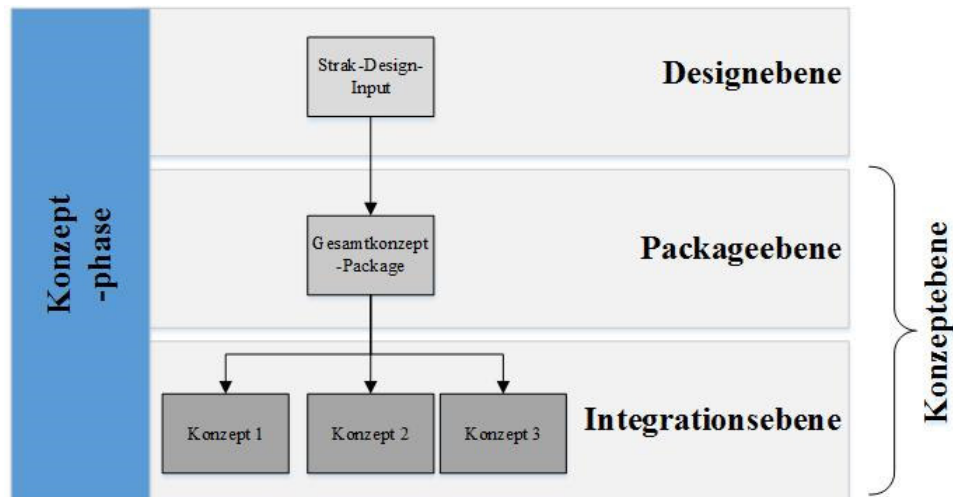 Konzept
-phase
Strak-Design-
Input
Designebene
Gesamtkonzept
-Package
Packageebene
Konzept 1
Konzept 2
Konzept 3
Integrationsebene
Konzeptebene